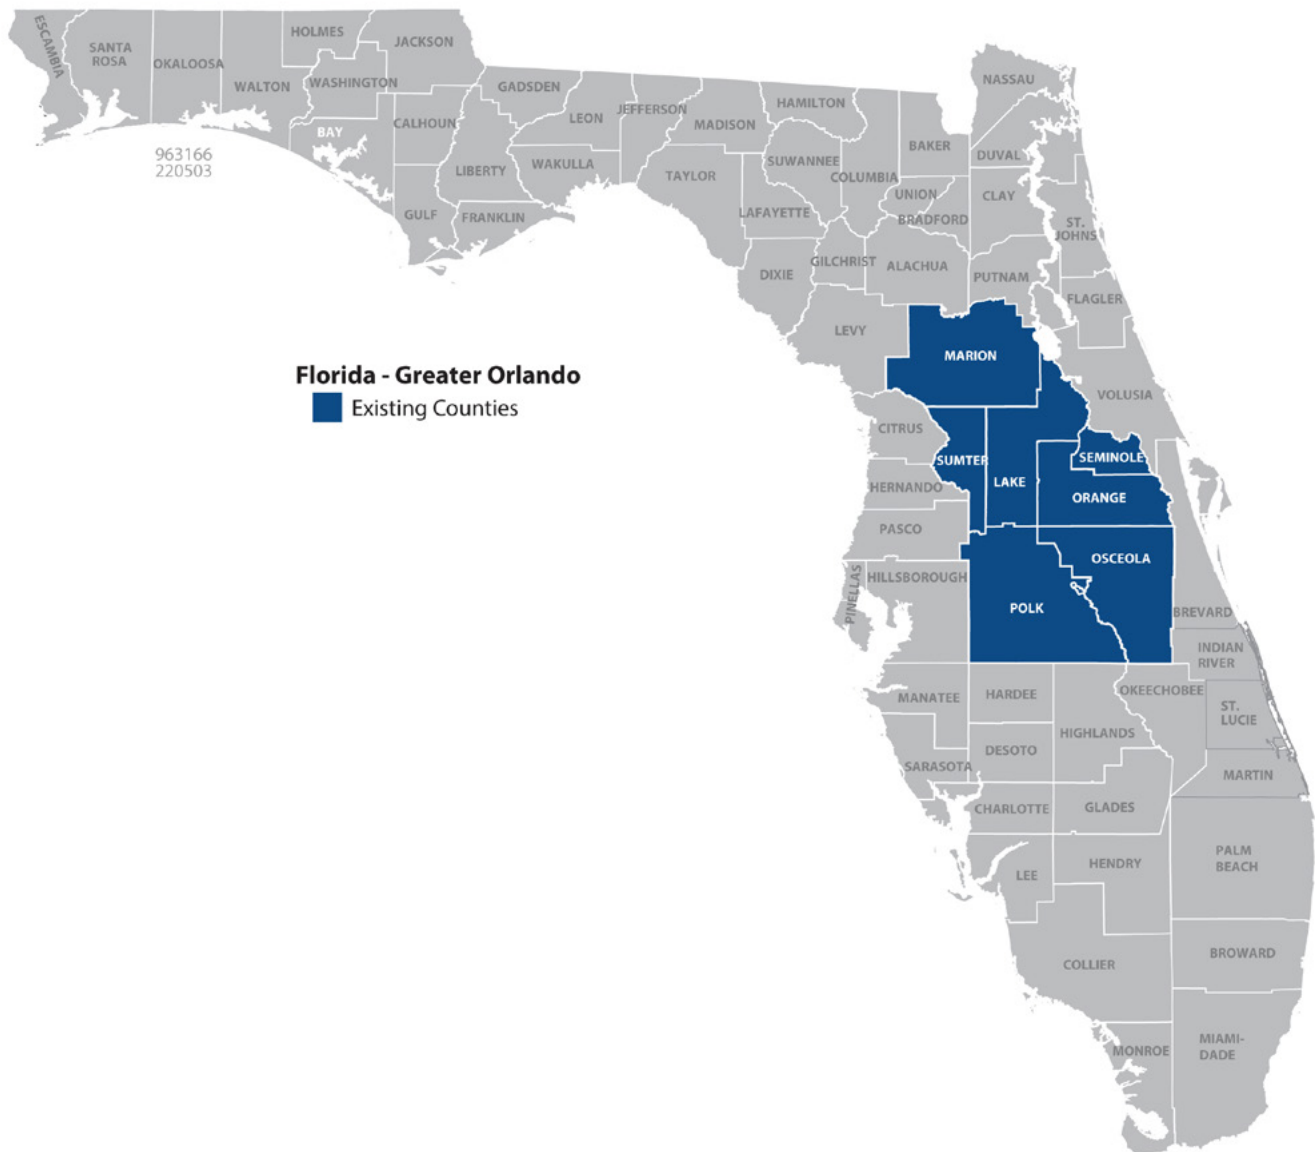 ESCAMBIA
SANTA
ROSA
OKALOOSA
WALTON
HOLMES
WASHINGTON
JACKSON
BAY
CALHOUN
GULF
GADSDEN
LIBERTY
FRANKLIN
LEON
WAKULLA
JEFFERSON
MADISON
TAYLOR
HAMILTON
SUWANNEE
LAFAYETTE
DIXIE
COLUMBIA
GILCHRIST
BAKER
UNION
BRADFORD
ALACHUA
LEVY
NASSAU
DUVAL
CLAY
ST.
JOHNS
PUTNAM
FLAGLER
963166
220503
Florida - Greater Orlando
Existing Counties
MARION
VOLUSIA
CITRUS
SUMTER
LAKE
SEMINOLE
ORANGE
HERNANDO
PASCO
PINELLAS
HILLSBOROUGH
POLK
OSCEOLA
BREVARD
INDIAN
RIVER
MANATEE
HARDEE
OKEECHOBEE
ST.
LUCIE
HIGHLANDS
DESOTO
SARASOTA
MARTIN
CHARLOTTE
GLADES
PALM
BEACH
LEE
HENDRY
COLLIER
BROWARD
MONROE
MIAMI-
DADE